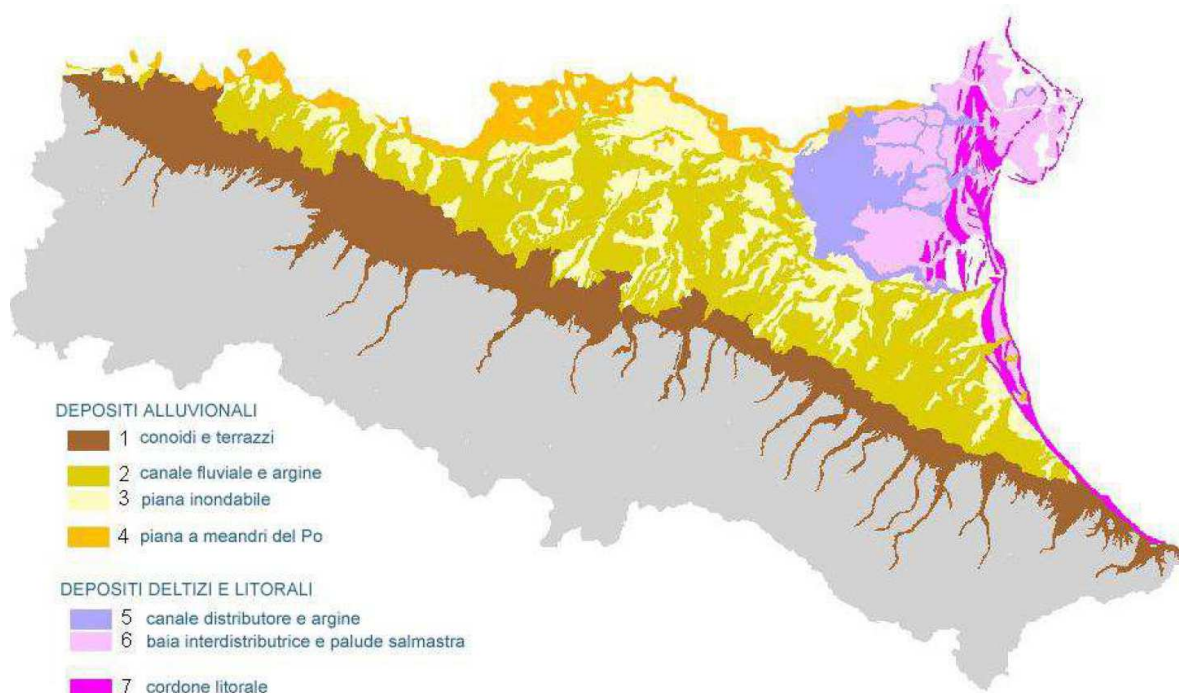 DEPOSITI ALLUVIONALI
1 conoidi e terrazzi
2 canale fluviale e argine
3 piana inondabile
4 piana a meandri del Po
DEPOSITI DELTIZI E LITORALI
5 canale distributore e argine
6 baia interdistributrice e palude salmastra
7 cordone litorale